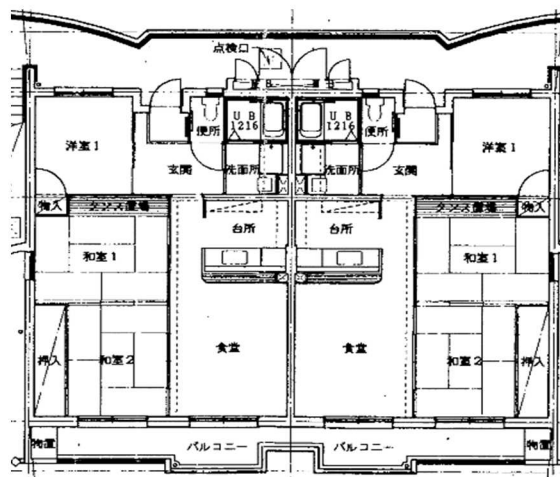 点検口
便所
UB
1216
UB
1216
便所
洋室1
玄関
洗面所
洗面所
玄関
洋室1
物入
タンス置場
台所
台所
タンス置場
物入
和室1
和室1
押入
和室2
食堂
食堂
和室2
押入
物置
バルコニー
バルコニー
物置